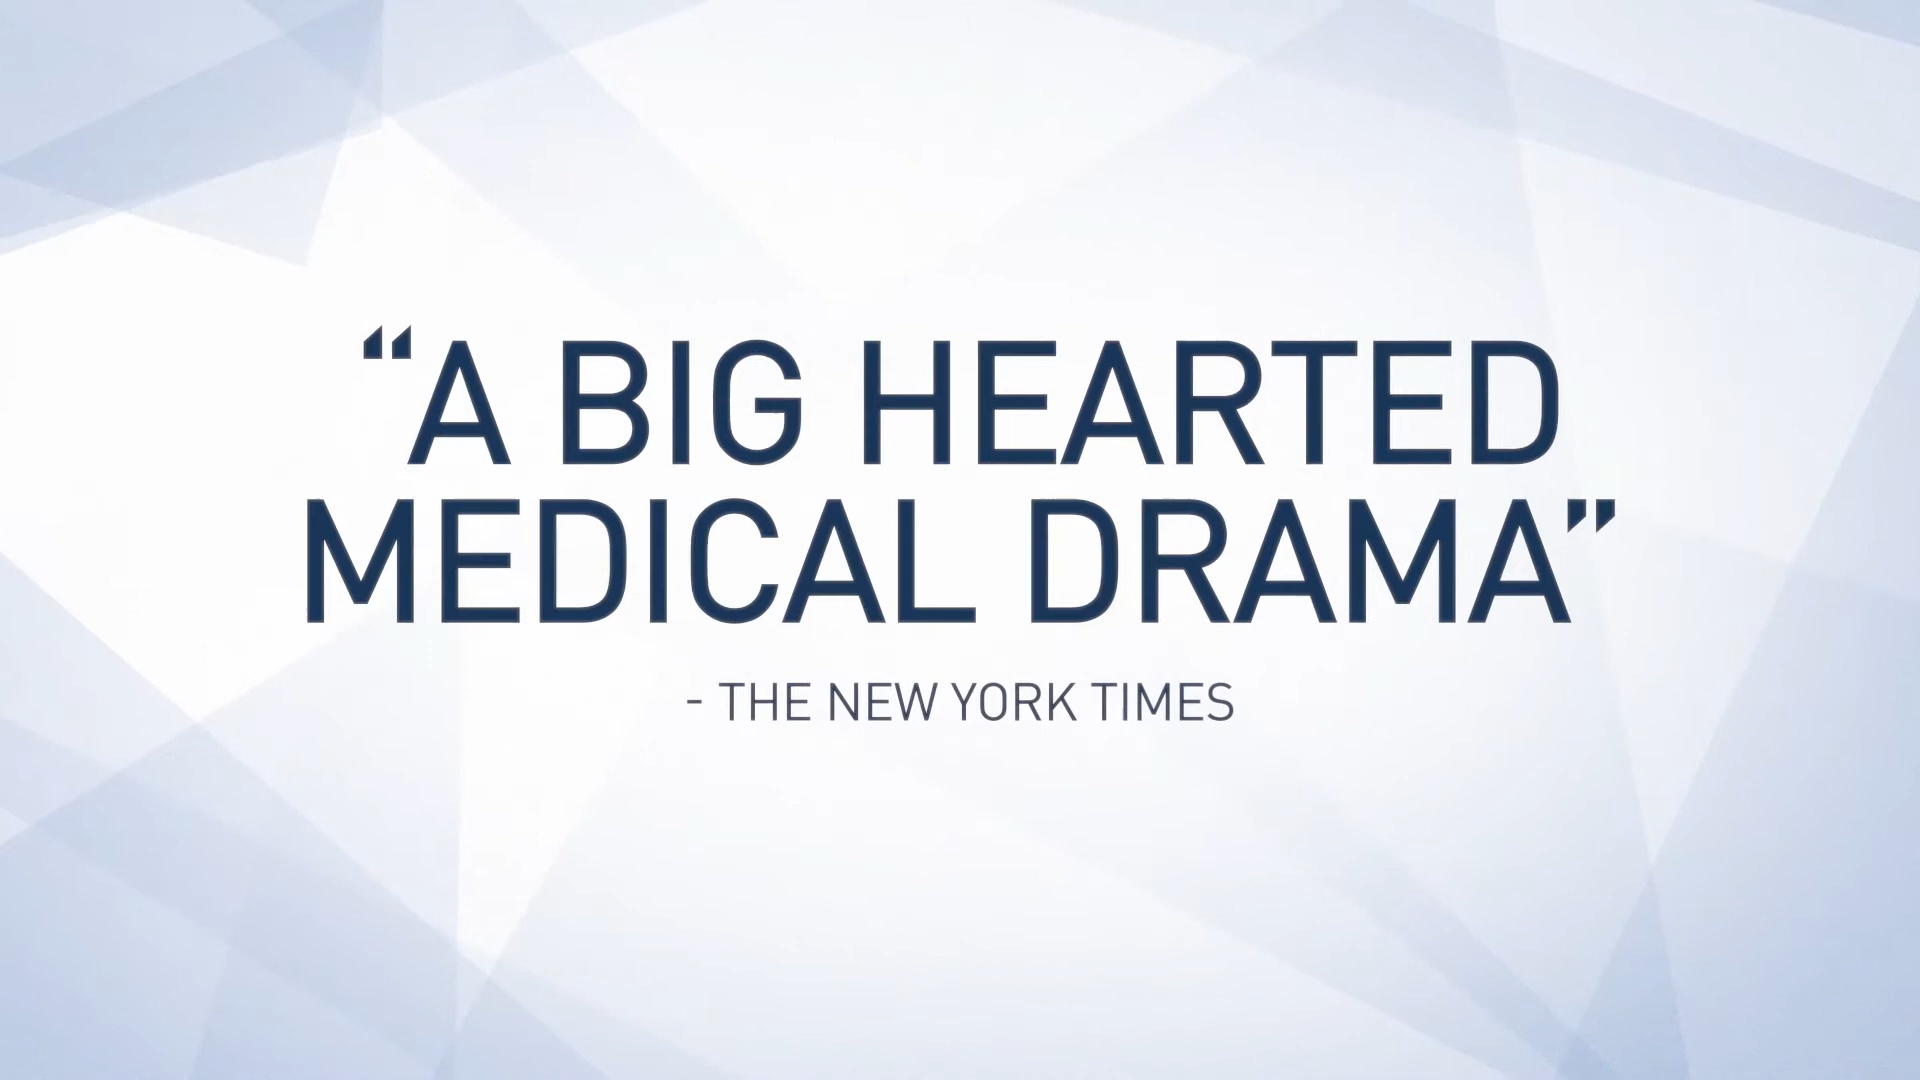 “A BIG HEARTED
MEDICAL DRAMA”
- THE NEW YORK TIMES